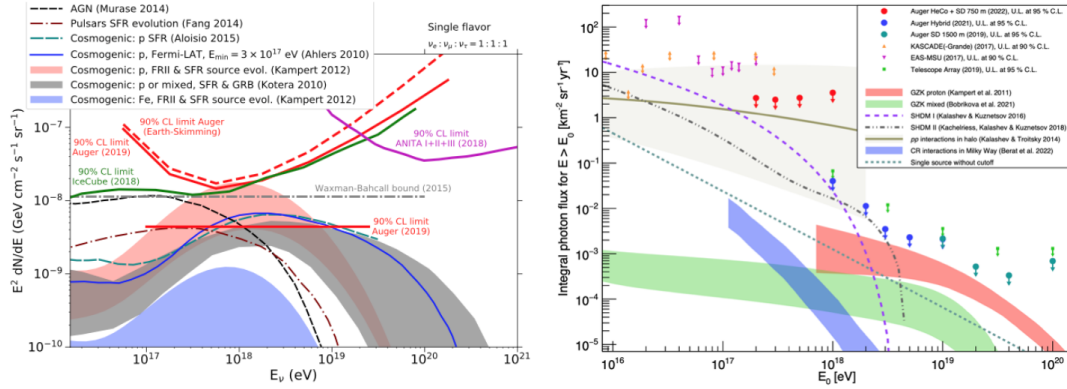 AGN (Murase 2014)
Pulsars SFR evolution (Fang 2014)
Cosmogenic: p SFR (Aloisio 2015)
Cosmogenic: p, Fermi-LAT, E_min = 3 × 10^17 eV (Ahlers 2010)
Cosmogenic: p, FRII & SFR source evol. (Kampert 2012)
Cosmogenic: p or mixed, SFR & GRB (Kotera 2010)
Cosmogenic: Fe, FRII & SFR source evol. (Kampert 2012)
Single flavor
ν_e : ν_μ : ν_τ = 1 : 1 : 1
90% CL limit Auger
(Earth-Skimming)
90% CL limit
Auger (2019)
90% CL limit
ANITA I+II+III (2018)
90% CL limit
IceCube (2018)
Waxman-Bahcall bound (2015)
90% CL limit
Auger (2019)
E² dN/dE (GeV cm⁻² s⁻¹ sr⁻¹)
10⁻⁷
10⁻⁸
10⁻⁹
10⁻¹⁰
10¹⁷
10¹⁸
10¹⁹
10²⁰
10²¹
E_ν (eV)
Auger HeCo + SD 750 m (2022), U.L. at 95 % C.L.
Auger Hybrid (2021), U.L. at 95 % C.L.
Auger SD 1500 m (2019), U.L. at 95 % C.L.
KASCADE(-Grande) (2017), U.L. at 90 % C.L.
EAS-MSU (2017), U.L. at 90 % C.L.
Telescope Array (2019), U.L. at 95 % C.L.
GZK proton (Kampert et al. 2011)
GZK mixed (Bobrikova et al. 2021)
SHDM I (Kalashev & Kuznetsov 2016)
SHDM II (Kachelriess, Kalashev & Kuznetsov 2018)
pp interactions in halo (Kalashev & Troitsky 2014)
CR interactions in Milky Way (Berat et al. 2022)
Single source without cutoff
Integral photon flux for E > E₀ [km⁻² sr⁻¹ yr⁻¹]
10²
10
1
10⁻¹
10⁻²
10⁻³
10⁻⁴
10⁻⁵
10¹⁶
10¹⁷
10¹⁸
10¹⁹
10²⁰
E₀ [eV]